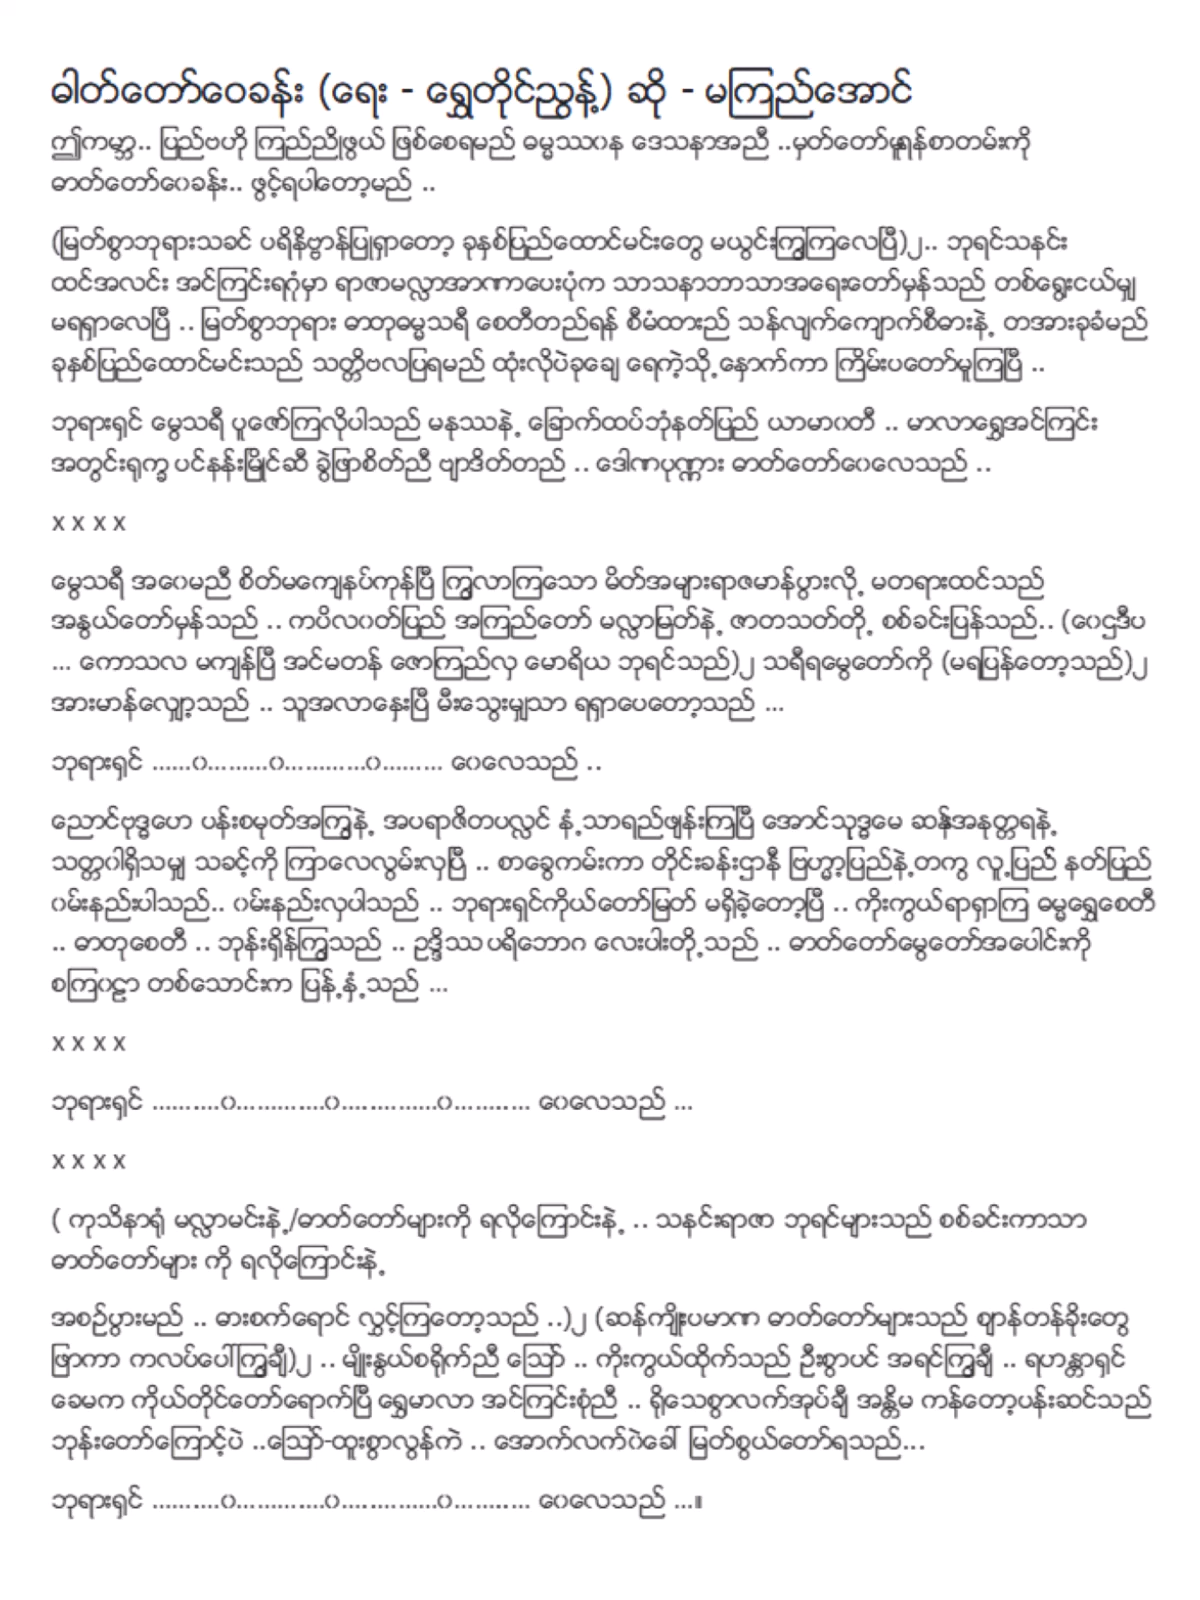 ဓါတ်တော်ဝေခန်း (ရေး - ရွှေတိုင်ညွန့်) ဆို - မကြည်အောင်
ဤကမ္ဘာ.. ပြည်ဗဟို ကြည်ညိုဖွယ် ဖြစ်စေရမည် ဓမ္မသဿ၀န ဒေသနာအညီ ..မှတ်တော်မူရန်စာတမ်းကို
ဓာတ်တော်ဝေခန်း.. ဖွင့်ရပါတော့မည် ..
(မြတ်စွာဘုရားသခင် ပရိနိဗ္ဗာန်ပြုရှာတော့ ခုနှစ်ပြည်ထောင်မင်းတွေ မယွင်းကြွကြလေပြီ)၂.. ဘုရင်သနင်း
ထင်အလင်း အင်ကြင်းရဂုံမှာ ရာဇာမလ္လာအာဏာပေးပုံက သာသနာဘာသာအရေးတော်မှန်သည် တစ်ရွေးငယ်မျှ
မရရှာလေပြီ .. မြတ်စွာဘုရား ဓာတုဓမ္မသရီ စေတီတည်ရန် စီမံထားည် သန်လျက်ကျောက်စီဓားနဲ့ တအားခုခံမည်
ခုနှစ်ပြည်ထောင်မင်းသည် သတ္တိဗလပြရမည် ထုံးလိုပဲခုချေ ရေကဲ့သို့နောက်ကာ ကြိမ်းပတော်မူကြပြီ ..
ဘုရားရှင် မွေသရီ ပူဇော်ကြလိုပါသည် မနုဿနဲ့ ခြောက်ထပ်ဘုံနတ်ပြည် ယာမာ၀တီ .. မာလာရွှေအင်ကြင်း
အတွင်းရုက္ခ ပင်နန်းမြိုင်ဆီ ခွဲဖြာစိတ်ညီ ဗျာဒိတ်တည် .. ဒေါဏပုဏ္ဏား ဓာတ်တော်ဝေလေသည် ..
x x x x
မွေသရီ အဝေမညီ စိတ်မကျေနပ်ကုန်ပြီ ကြွလာကြသော မိတ်အများရာဇမာန်ပွားလို့ မတရားထင်သည်
အနွယ်တော်မှန်သည် .. ကပိလ၀တ်ပြည် အကြည်တော် မလ္လာမြတ်နဲ့ ဇာတသတ်တို့ စစ်ခင်းပြန်သည်.. (ဝေဌဒီပ
... ကောသလ မကျန်ပြီ အင်မတန် ဇောကြည်လှ မောရိယ ဘုရင်သည်)၂ သရီရမွေတော်ကို (မရပြန်တော့သည်)၂
အားမာန်လျှော့သည် .. သူအလာနှေးပြီ မီးသွေးမျှသာ ရရှာပေတော့သည် ...
ဘုရားရှင် ......၀.........၀............၀......... ဝေလေသည် ..
ညောင်ဗုဒ္ဓဟေ ပန်းစမုတ်အကြွနဲ့ အပရာဇိတပလ္လင် နံ့သာရည်ဖျန်းကြပြီ အောင်သုဒ္ဓမေ ဆန်အနုတ္တရနဲ့
သတ္တ၀ါရှိသမျှ သခင့်ကို ကြာလေလွမ်းလှပြီ .. စာခွေကမ်းကာ တိုင်းခန်းဌာနီ ဗြဟ္မာ့ပြည်နဲ့တကွ လူ့ပြည် နတ်ပြည်
၀မ်းနည်းပါသည်.. ၀မ်းနည်းလှပါသည် .. ဘုရားရှင်ကိုယ်တော်မြတ် မရှိခဲ့တော့ပြီ .. ကိုးကွယ်ရာရှာကြ ဓမ္မရွှေစေတီ
.. ဓာတုစေတီ .. ဘုန်းရှိန်ကြွသည် .. ဥဒ္ဒိဿ ပရိဘောဂ လေးပါးတို့သည် .. ဓာတ်တော်မွေတော်အပေါင်းကို
စကြ၀ဠာ တစ်သောင်းက ပြန့်နှံ့သည် ...
x x x x
ဘုရားရှင် ..........၀.............၀..............၀........... ဝေလေသည် ...
x x x x
( ကုသိနာရုံ မလ္လာမင်းနဲ့/ဓာတ်တော်များကို ရလိုကြောင်းနဲ့ .. သနင်းရာဇာ ဘုရင်များသည် စစ်ခင်းကာသာ
ဓာတ်တော်များ ကို ရလိုကြောင်းနဲ့
အစဉ်ပွားမည် .. ဓားစက်ရောင် လွှင့်ကြတော့သည် ..)၂ (ဆန်ကျိုးပမာဏ ဓာတ်တော်များသည် ဈာန်တန်ခိုးတွေ
ဖြာကာ ကလပ်ပေါ်ကြွချီ)၂ .. မျိုးနွယ်စရိုက်ညီ သြော် .. ကိုးကွယ်ထိုက်သည် ဦးစွာပင် အရင်ကြွချီ .. ရဟန္တာရှင်
ခေမက ကိုယ်တိုင်တော်ရောက်ပြီ ရွှေမာလာ အင်ကြင်းစုံညီ .. ရိုသေစွာလက်အုပ်ချီ အန္တိမ ကန်တော့ပန်းဆင်သည်
ဘုန်းတော်ကြောင့်ပဲ ..သြော်-ထူးစွာလွန်ကဲ .. အောက်လက်၀ဲခေါ် မြတ်စွယ်တော်ရသည်...
ဘုရားရှင် ..........၀.............၀..............၀........... ဝေလေသည် ...။